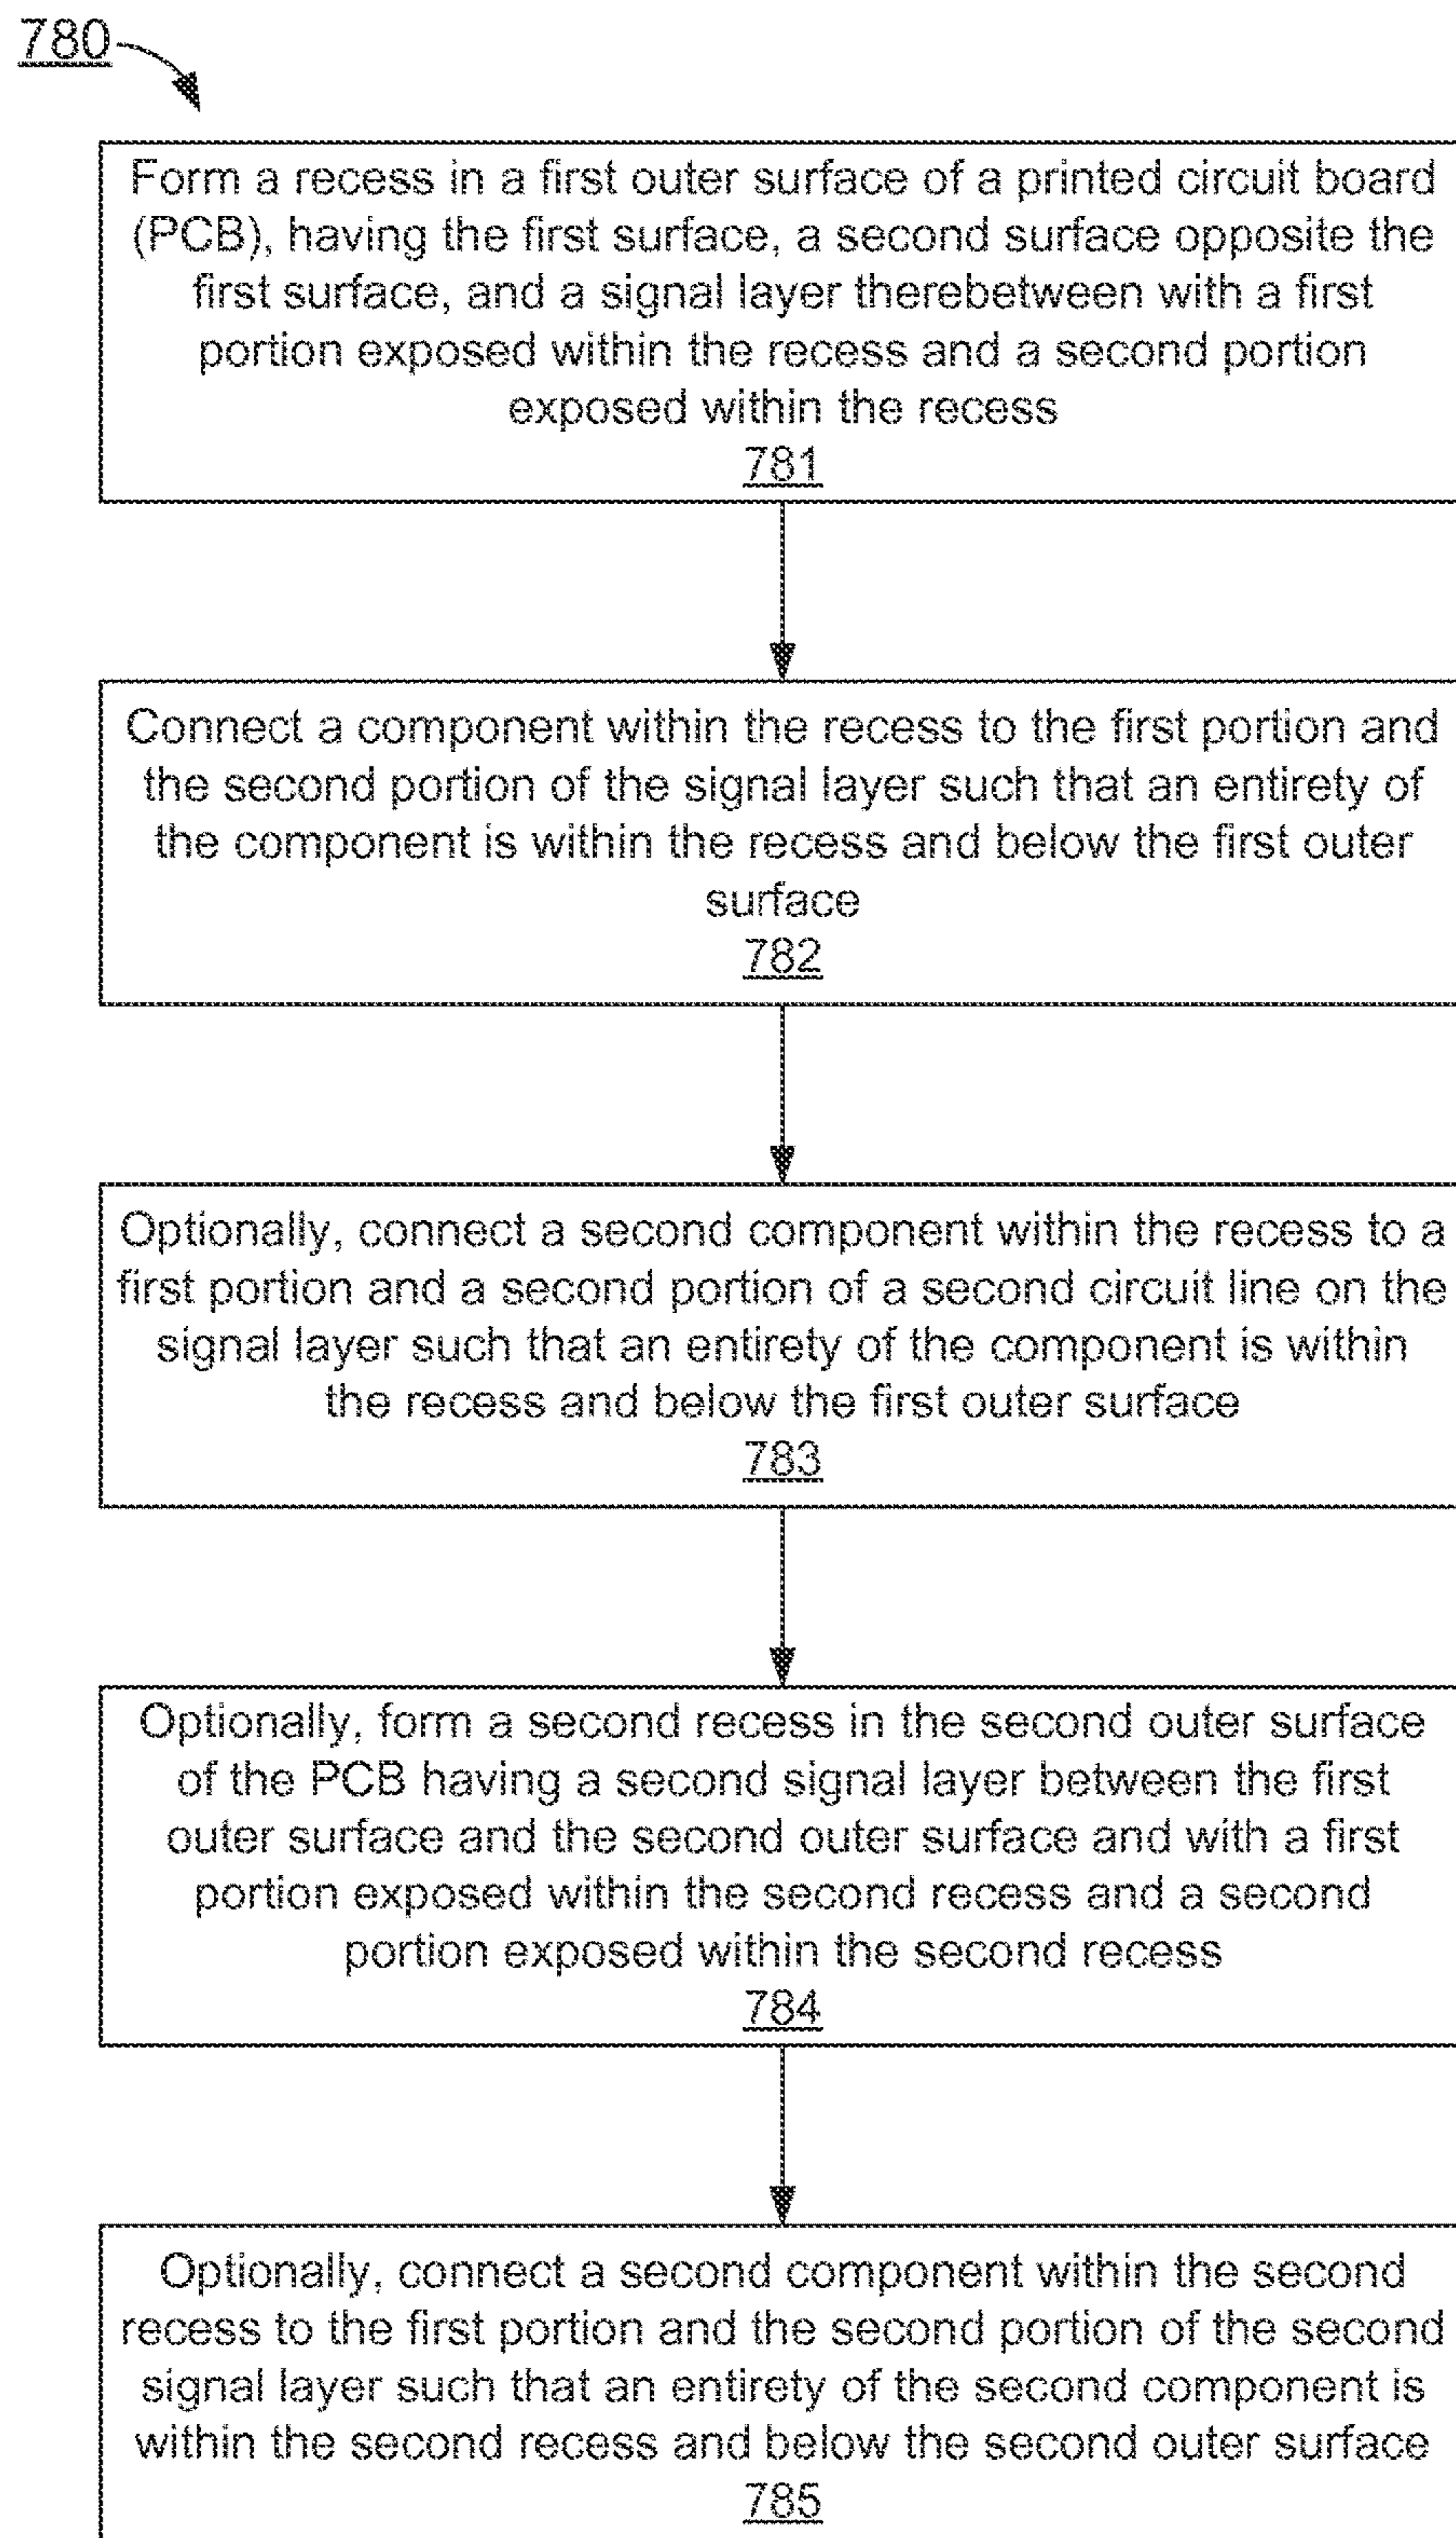 780
Form a recess in a first outer surface of a printed circuit board
(PCB), having the first surface, a second surface opposite the
first surface, and a signal layer therebetween with a first
portion exposed within the recess and a second portion
exposed within the recess
781
Connect a component within the recess to the first portion and
the second portion of the signal layer such that an entirety of
the component is within the recess and below the first outer
surface
782
Optionally, connect a second component within the recess to a
first portion and a second portion of a second circuit line on the
signal layer such that an entirety of the component is within
the recess and below the first outer surface
783
Optionally, form a second recess in the second outer surface
of the PCB having a second signal layer between the first
outer surface and the second outer surface and with a first
portion exposed within the second recess and a second
portion exposed within the second recess
784
Optionally, connect a second component within the second
recess to the first portion and the second portion of the second
signal layer such that an entirety of the second component is
within the second recess and below the second outer surface
785